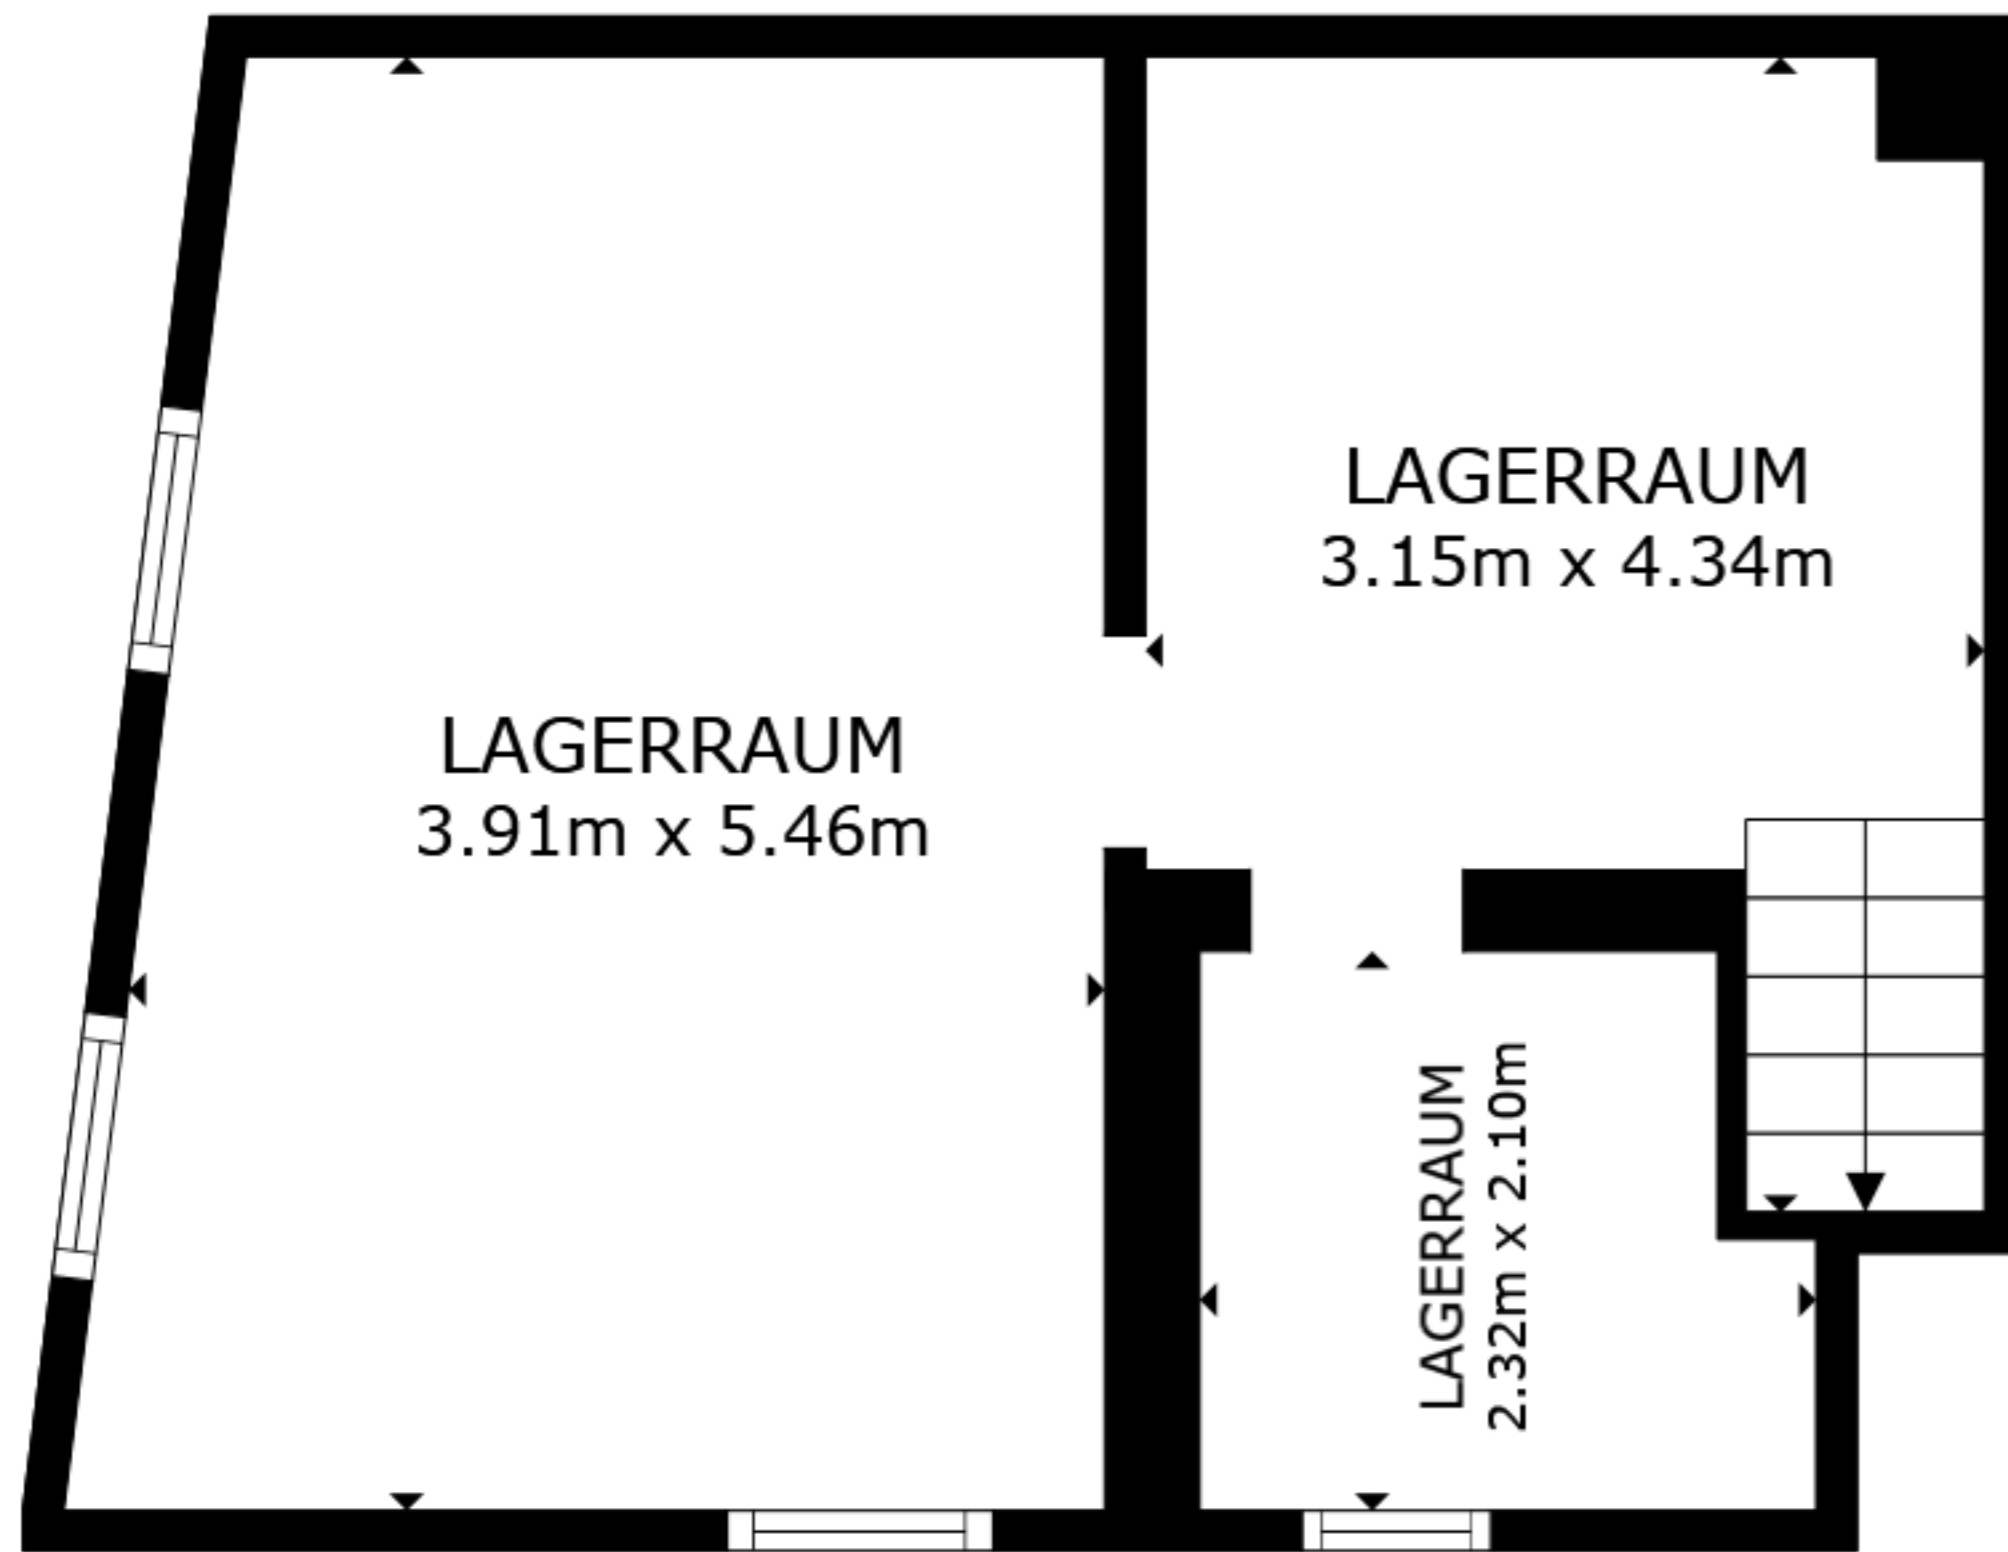 LAGERRAUM
3.15m x 4.34m
LAGERRAUM
3.91m x 5.46m
LAGERRAUM
2.32m x 2.10m